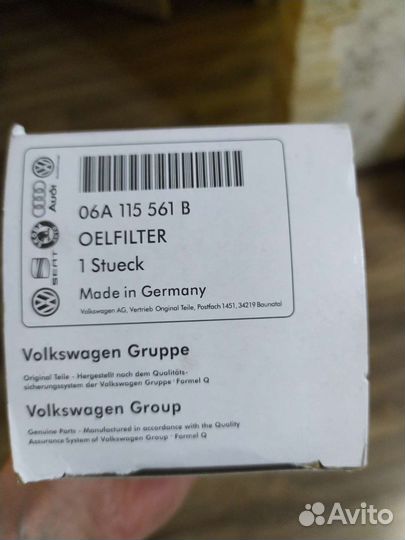 06A 115 561 B
OELFILTER
1 Stueck
Made in Germany
Volkswagen AG, Vertrieb Original Teile, Postfach 1451, 34219 Baunatal
Audi
SEAT
Volkswagen Gruppe
Original Teile - Hergestellt nach dem Qualitäts-
sicherungssystem der Volkswagen Gruppe · Formel Q
Volkswagen Group
Genuine Parts - Manufactured in accordance with the Quality
Assurance System of Volkswagen Group · Formel Q
Avito